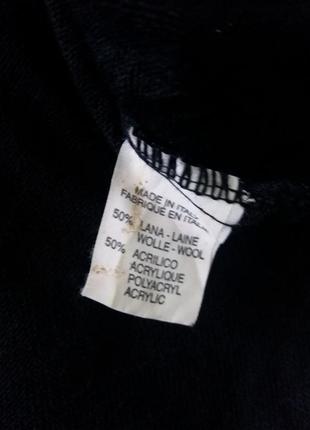 MADE IN ITALY
FABRIQUE EN ITALIE
50% LANA - LAINE
WOLLE - WOOL
50% ACRILICO
ACRYLIQUE
POLYACRYL
ACRYLIC